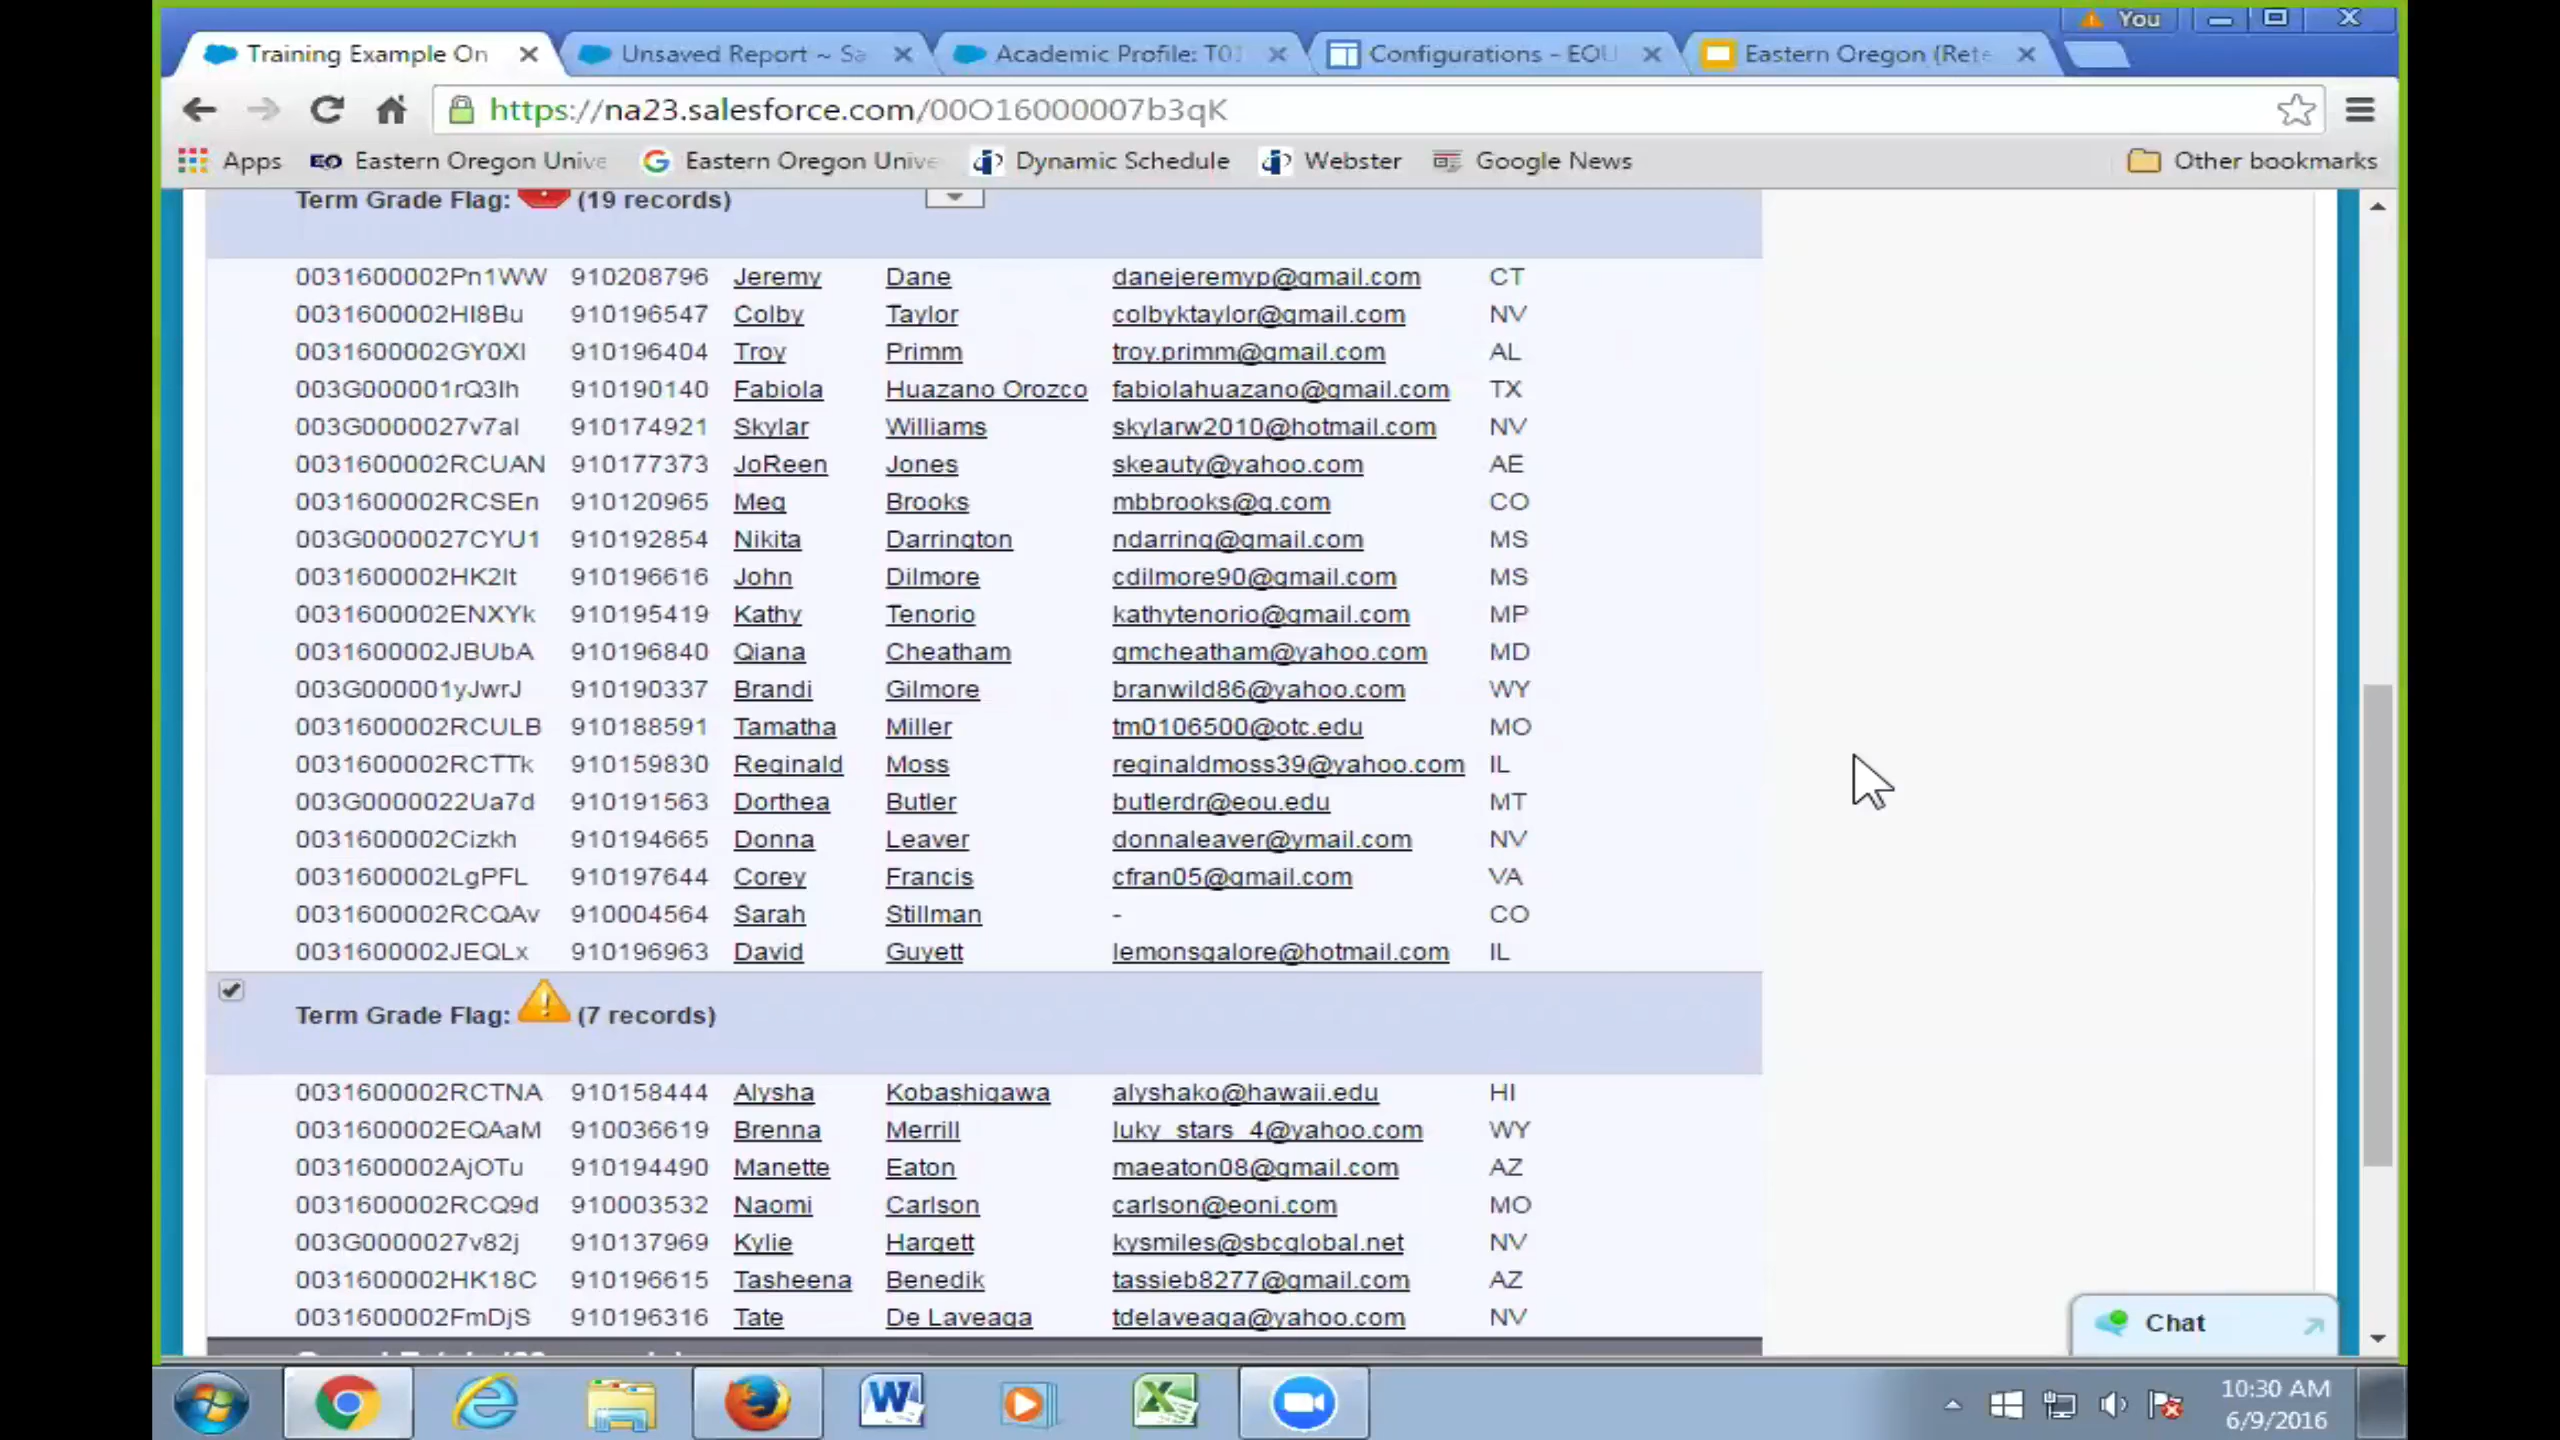 You
Training Example On
Unsaved Report ~ Sa
Academic Profile: T01
Configurations - EOU
Eastern Oregon (Rete
https://na23.salesforce.com/00O16000007b3qK
Apps
Eastern Oregon Unive
Eastern Oregon Unive
Dynamic Schedule
Webster
Google News
Other bookmarks
Term Grade Flag: (19 records)
0031600002Pn1WW 910208796 Jeremy Dane danejeremyp@gmail.com CT
0031600002HI8Bu 910196547 Colby Taylor colbyktaylor@gmail.com NV
0031600002GY0XI 910196404 Troy Primm troy.primm@gmail.com AL
003G000001rQ3Ih 910190140 Fabiola Huazano Orozco fabiolahuazano@gmail.com TX
003G0000027v7aI 910174921 Skylar Williams skylarw2010@hotmail.com NV
0031600002RCUAN 910177373 JoReen Jones skeauty@yahoo.com AE
0031600002RCSEn 910120965 Meg Brooks mbbrooks@q.com CO
003G0000027CYU1 910192854 Nikita Darrington ndarring@gmail.com MS
0031600002HK2It 910196616 John Dilmore cdilmore90@gmail.com MS
0031600002ENXYk 910195419 Kathy Tenorio kathytenorio@gmail.com MP
0031600002JBUbA 910196840 Qiana Cheatham qmcheatham@yahoo.com MD
003G000001yJwrJ 910190337 Brandi Gilmore branwild86@yahoo.com WY
0031600002RCULB 910188591 Tamatha Miller tm0106500@otc.edu MO
0031600002RCTTk 910159830 Reginald Moss reginaldmoss39@yahoo.com IL
003G0000022Ua7d 910191563 Dorthea Butler butlerdr@eou.edu MT
0031600002Cizkh 910194665 Donna Leaver donnaleaver@ymail.com NV
0031600002LgPFL 910197644 Corey Francis cfran05@gmail.com VA
0031600002RCQAv 910004564 Sarah Stillman - CO
0031600002JEQLx 910196963 David Guyett lemonsgalore@hotmail.com IL
Term Grade Flag: (7 records)
0031600002RCTNA 910158444 Alysha Kobashigawa alyshako@hawaii.edu HI
0031600002EQAaM 910036619 Brenna Merrill luky_stars_4@yahoo.com WY
0031600002AjOTu 910194490 Manette Eaton maeaton08@gmail.com AZ
0031600002RCQ9d 910003532 Naomi Carlson carlson@eoni.com MO
003G0000027v82j 910137969 Kylie Hargett kysmiles@sbcglobal.net NV
0031600002HK18C 910196615 Tasheena Benedik tassieb8277@gmail.com AZ
0031600002FmDjS 910196316 Tate De Laveaga tdelaveaga@yahoo.com NV
Chat
10:30 AM
6/9/2016